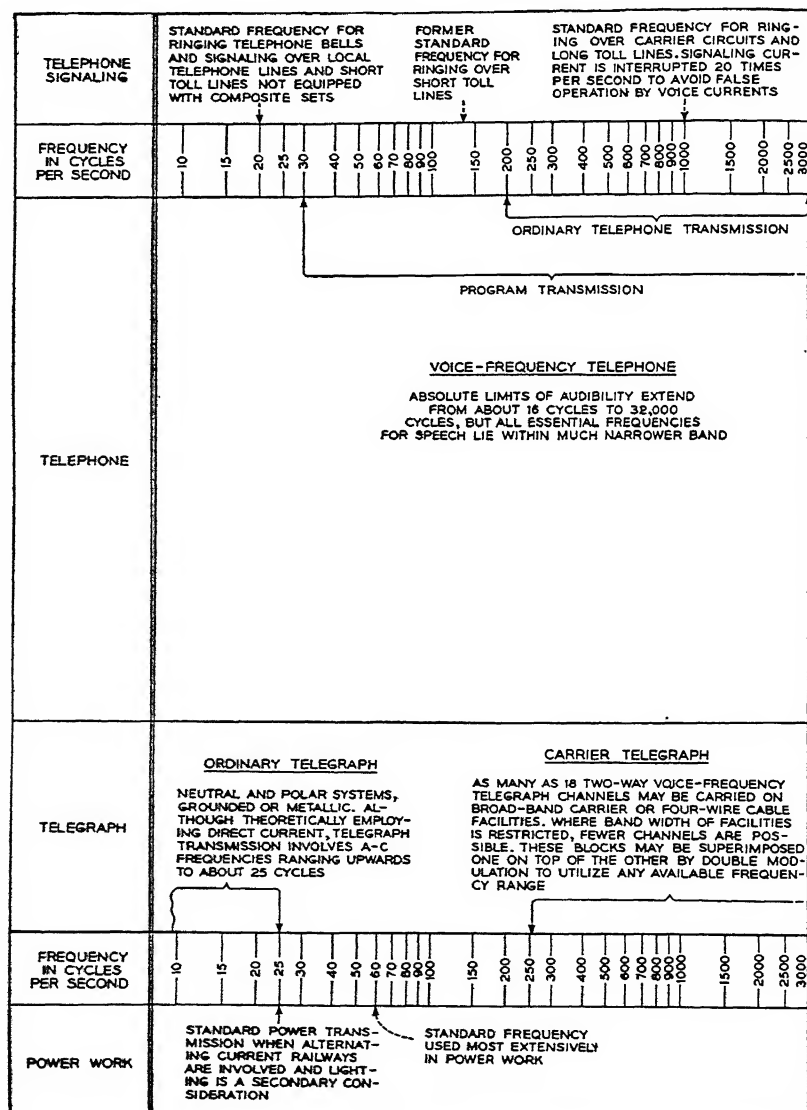 TELEPHONE
SIGNALING
STANDARD FREQUENCY FOR
RINGING TELEPHONE BELLS
AND SIGNALING OVER LOCAL
TELEPHONE LINES AND SHORT
TOLL LINES NOT EQUIPPED
WITH COMPOSITE SETS
FORMER
STANDARD
FREQUENCY FOR
RINGING OVER
SHORT TOLL
LINES
STANDARD FREQUENCY FOR RING-
ING OVER CARRIER CIRCUITS AND
LONG TOLL LINES. SIGNALING CUR-
RENT IS INTERRUPTED 20 TIMES
PER SECOND TO AVOID FALSE
OPERATION BY VOICE CURRENTS
FREQUENCY
IN CYCLES
PER SECOND
10 15 20 25 30 40 50 60 70 80 90 100 150 200 250 300 400 500 600 700 800 900 1000 1500 2000 2500 3000
ORDINARY TELEPHONE TRANSMISSION
PROGRAM TRANSMISSION
TELEPHONE
VOICE-FREQUENCY TELEPHONE
ABSOLUTE LIMITS OF AUDIBILITY EXTEND
FROM ABOUT 16 CYCLES TO 32,000
CYCLES, BUT ALL ESSENTIAL FREQUENCIES
FOR SPEECH LIE WITHIN MUCH NARROWER BAND
TELEGRAPH
ORDINARY TELEGRAPH
NEUTRAL AND POLAR SYSTEMS,
GROUNDED OR METALLIC. AL-
THOUGH THEORETICALLY EMPLOY-
ING DIRECT CURRENT, TELEGRAPH
TRANSMISSION INVOLVES A-C
FREQUENCIES RANGING UPWARDS
TO ABOUT 25 CYCLES
CARRIER TELEGRAPH
AS MANY AS 18 TWO-WAY VOICE-FREQUENCY
TELEGRAPH CHANNELS MAY BE CARRIED ON
BROAD-BAND CARRIER OR FOUR-WIRE CABLE
FACILITIES. WHERE BAND WIDTH OF FACILITIES
IS RESTRICTED, FEWER CHANNELS ARE POS-
SIBLE. THESE BLOCKS MAY BE SUPERIMPOSED
ONE ON TOP OF THE OTHER BY DOUBLE MOD-
ULATION TO UTILIZE ANY AVAILABLE FREQUEN-
CY RANGE
FREQUENCY
IN CYCLES
PER SECOND
10 15 20 25 30 40 50 60 70 80 90 100 150 200 250 300 400 500 600 700 800 900 1000 1500 2000 2500 3000
POWER WORK
STANDARD POWER TRANS-
MISSION WHEN ALTERNAT-
ING CURRENT RAILWAYS
ARE INVOLVED AND LIGHT-
ING IS A SECONDARY CON-
SIDERATION
STANDARD FREQUENCY
USED MOST EXTENSIVELY
IN POWER WORK